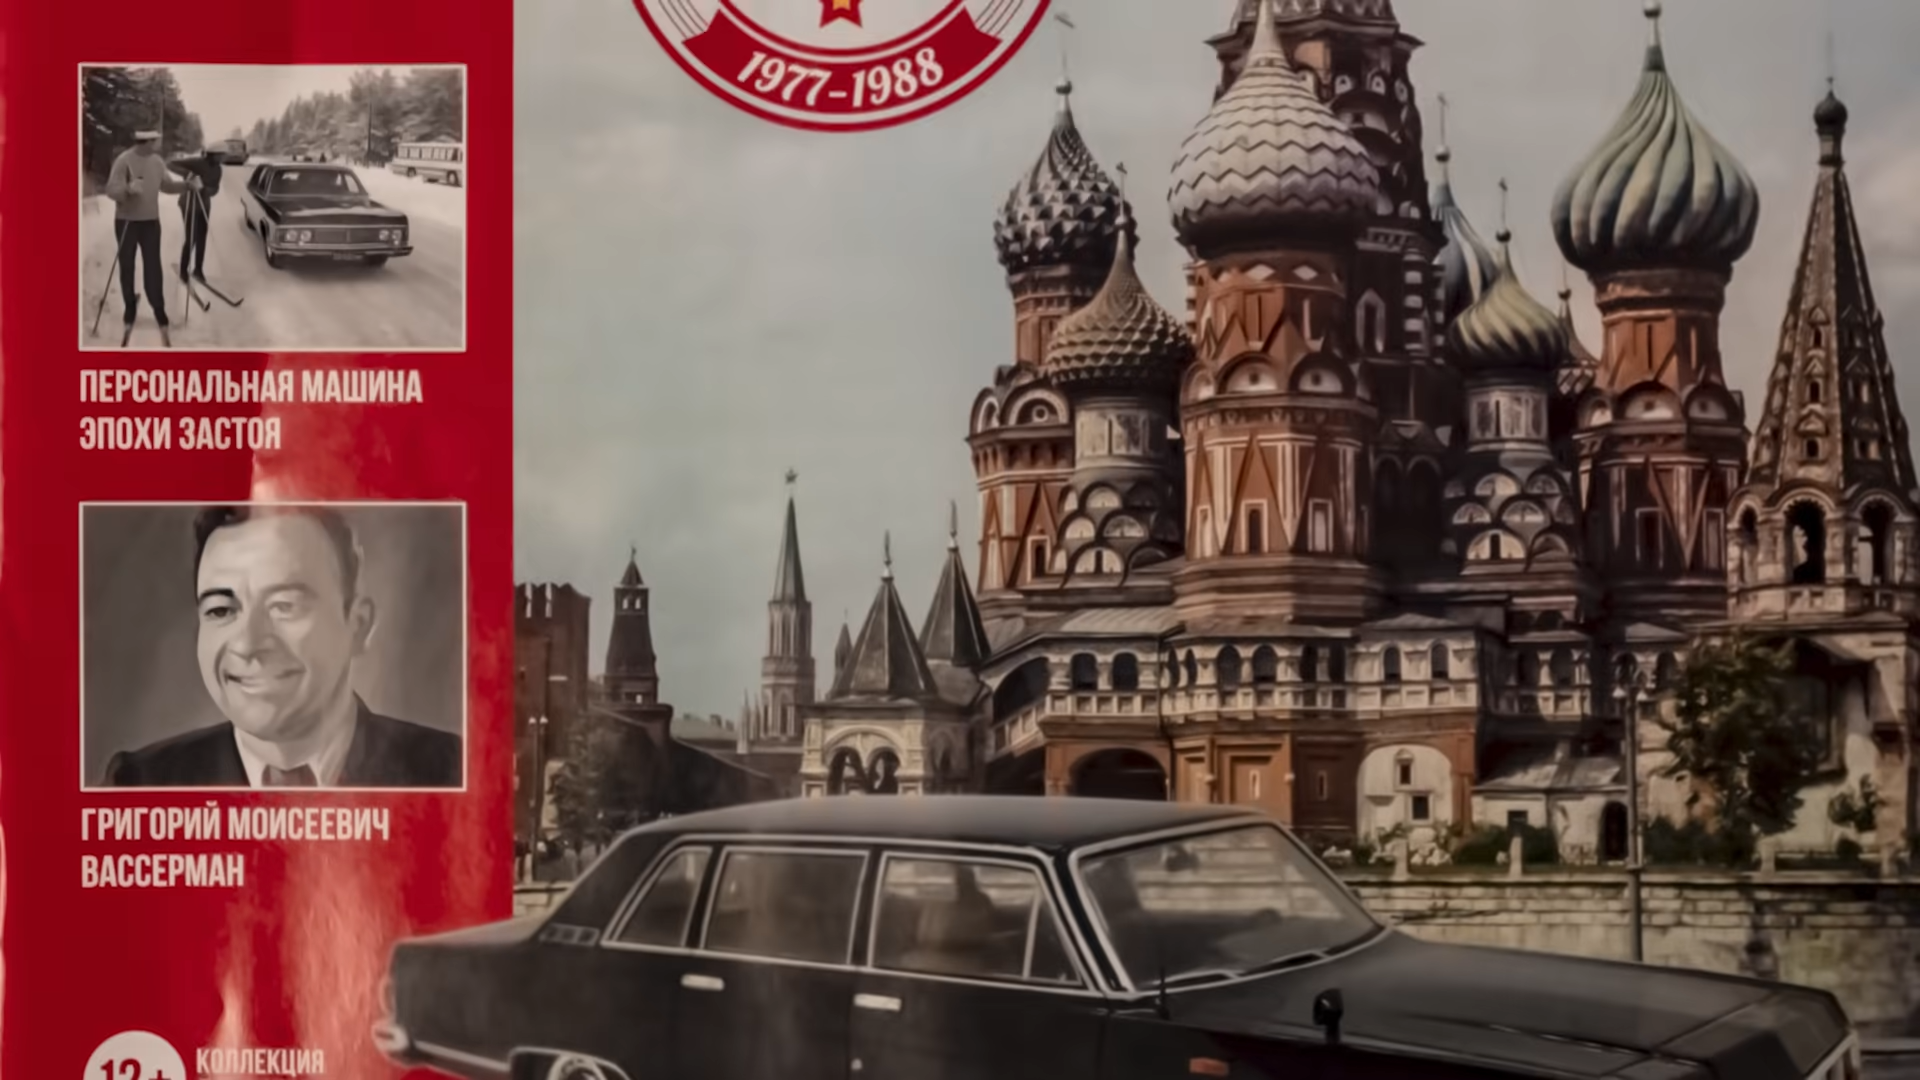 1977-1988
ПЕРСОНАЛЬНАЯ МАШИНА
ЭПОХИ ЗАСТОЯ
ГРИГОРИЙ МОИСЕЕВИЧ
ВАССЕРМАН
12+
КОЛЛЕКЦИЯ